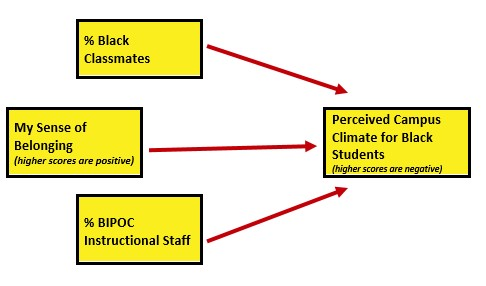 % Black
Classmates
My Sense of
Belonging
(higher scores are positive)
% BIPOC
Instructional Staff
Perceived Campus
Climate for Black
Students
(higher scores are negative)